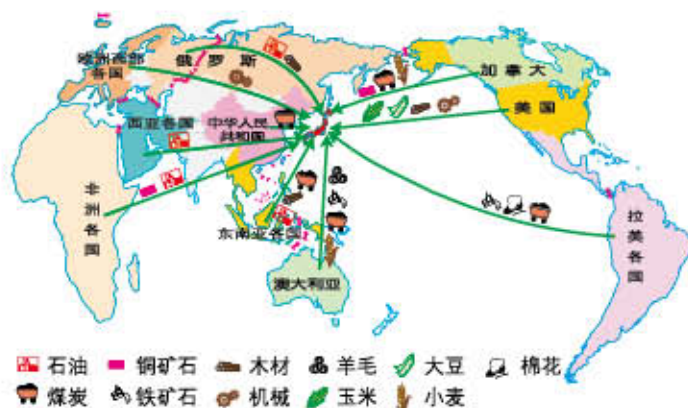 欧洲西部
各国
俄罗斯
加拿大
美国
西亚各国
中华人民
共和国
非洲各国
东南亚各国
澳大利亚
拉美各国
石油 铜矿石 木材 羊毛 大豆 棉花
煤炭 铁矿石 机械 玉米 小麦